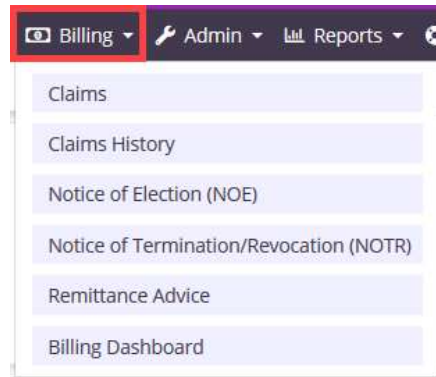 Billing Admin Reports
Claims
Claims History
Notice of Election (NOE)
Notice of Termination/Revocation (NOTR)
Remittance Advice
Billing Dashboard